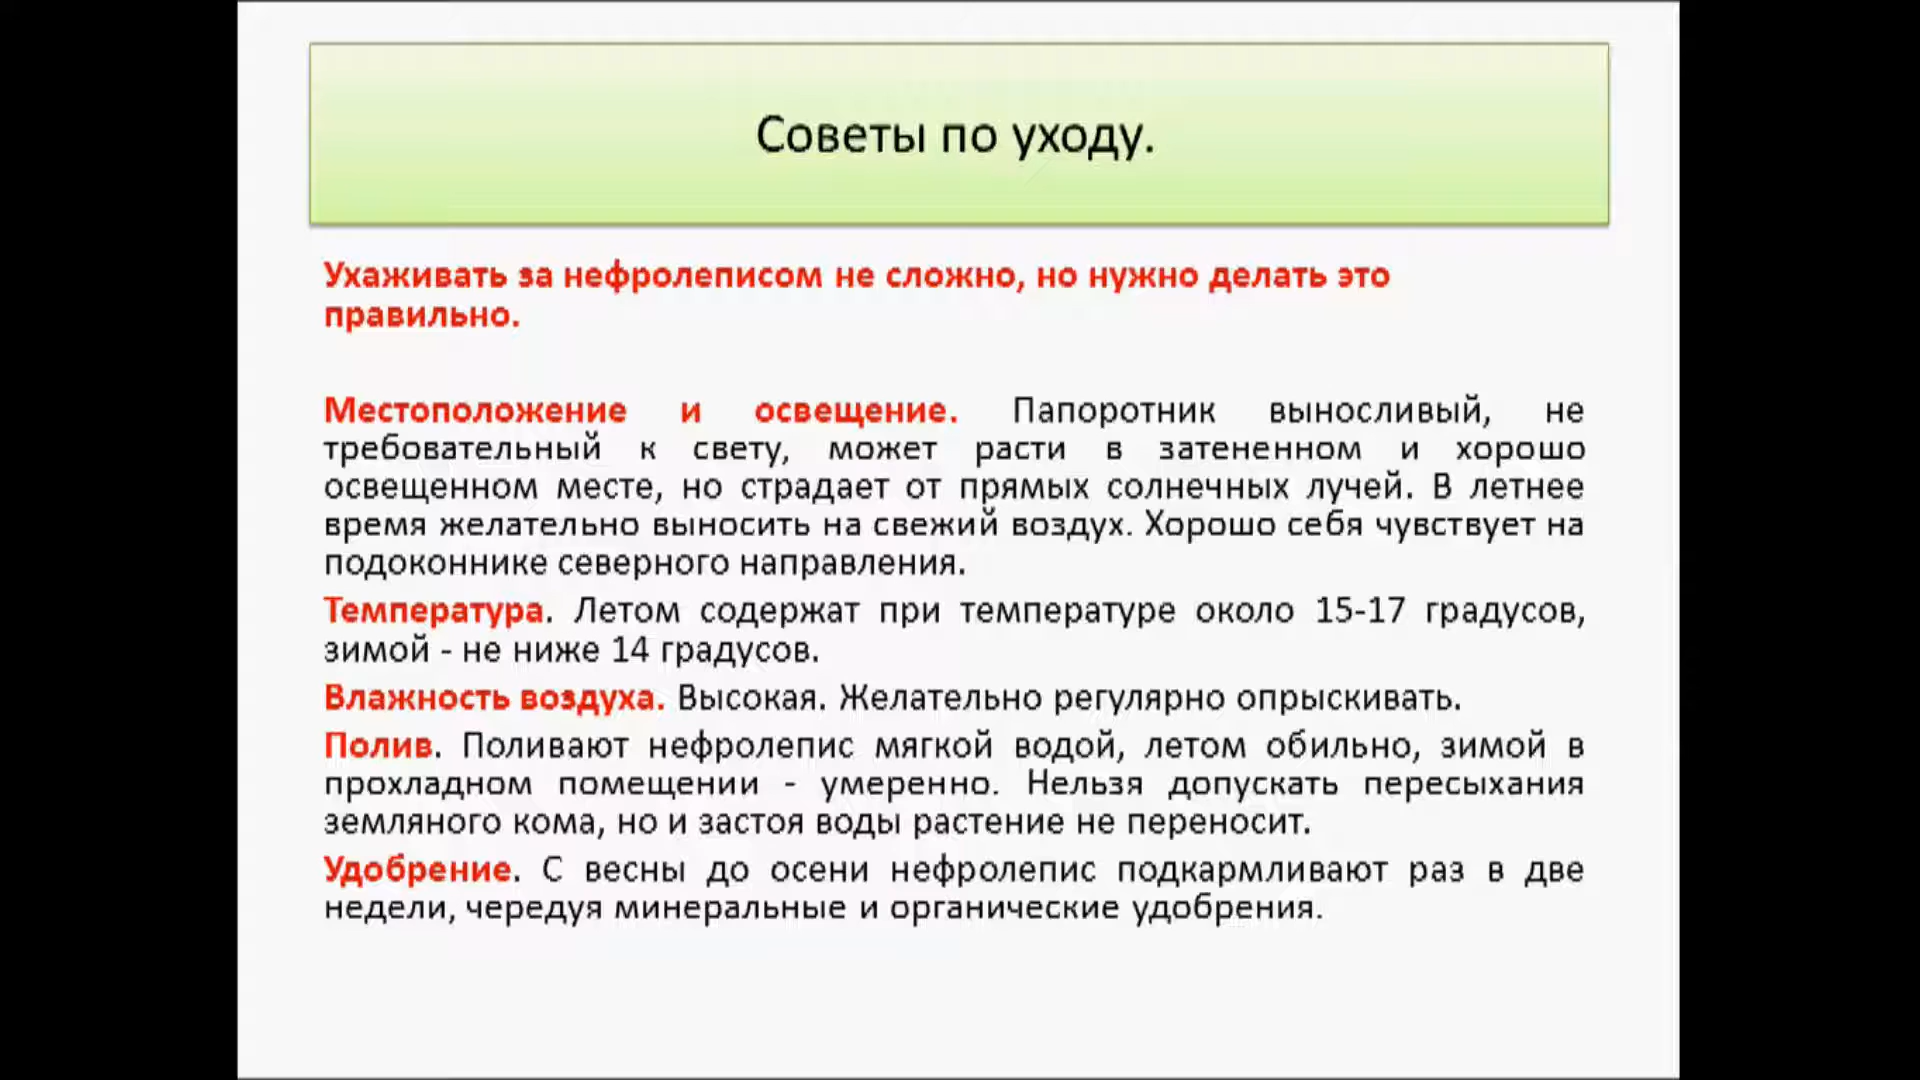 Советы по уходу.
Ухаживать за нефролеписом не сложно, но нужно делать это
правильно.
Местоположение и освещение. Папоротник выносливый, не
требовательный к свету, может расти в затененном и хорошо
освещенном месте, но страдает от прямых солнечных лучей. В летнее
время желательно выносить на свежий воздух. Хорошо себя чувствует на
подоконнике северного направления.
Температура. Летом содержат при температуре около 15-17 градусов,
зимой - не ниже 14 градусов.
Влажность воздуха. Высокая. Желательно регулярно опрыскивать.
Полив. Поливают нефролепис мягкой водой, летом обильно, зимой в
прохладном помещении - умеренно. Нельзя допускать пересыхания
земляного кома, но и застоя воды растение не переносит.
Удобрение. С весны до осени нефролепис подкармливают раз в две
недели, чередуя минеральные и органические удобрения.